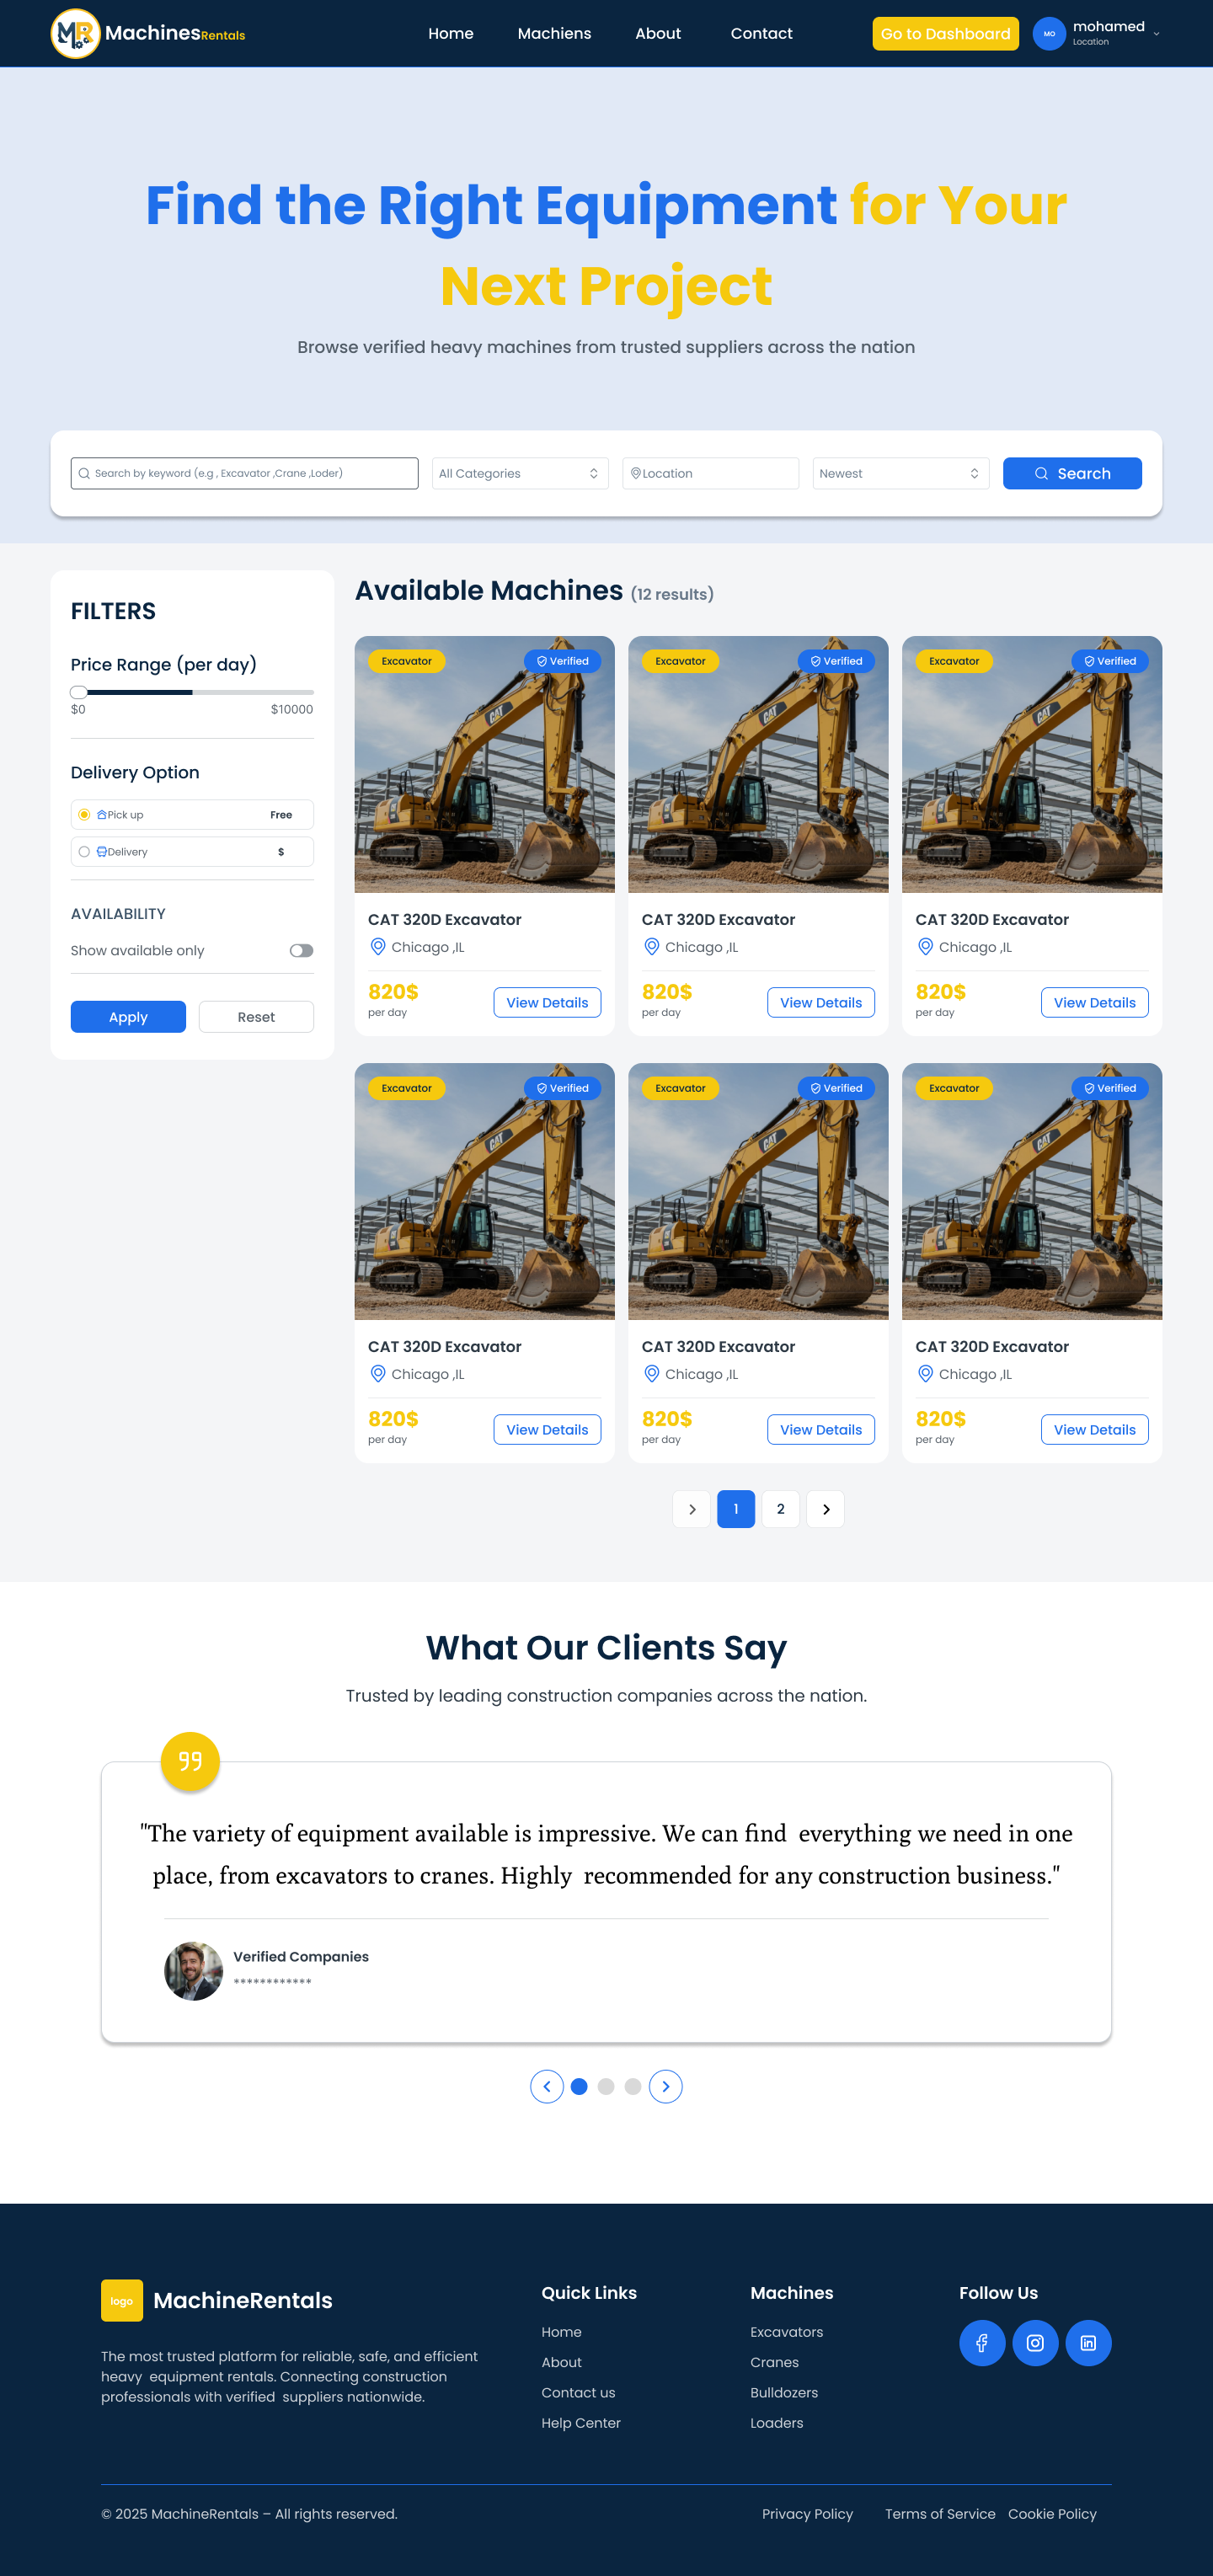 MR MachinesRentals
Home Machiens About Contact
Go to Dashboard
MO
mohamed
Location
Find the Right Equipment for Your
Next Project
Browse verified heavy machines from trusted suppliers across the nation
Search by keyword (e.g , Excavator ,Crane ,Loder)
All Categories
Location
Newest
Search
FILTERS
Price Range (per day)
$0 $10000
Delivery Option
Pick up Free
Delivery $
AVAILABILITY
Show available only
Apply Reset
Available Machines (12 results)
Excavator Verified
CAT
CAT 320D Excavator
Chicago ,IL
820$
per day
View Details
Excavator Verified
CAT
CAT 320D Excavator
Chicago ,IL
820$
per day
View Details
Excavator Verified
CAT
CAT 320D Excavator
Chicago ,IL
820$
per day
View Details
Excavator Verified
CAT
CAT 320D Excavator
Chicago ,IL
820$
per day
View Details
Excavator Verified
CAT
CAT 320D Excavator
Chicago ,IL
820$
per day
View Details
Excavator Verified
CAT
CAT 320D Excavator
Chicago ,IL
820$
per day
View Details
1 2
What Our Clients Say
Trusted by leading construction companies across the nation.
"The variety of equipment available is impressive. We can find  everything we need in one
place, from excavators to cranes. Highly  recommended for any construction business."
Verified Companies
************
logo
MachineRentals
The most trusted platform for reliable, safe, and efficient
heavy  equipment rentals. Connecting construction
professionals with verified  suppliers nationwide.
Quick Links
Home
About
Contact us
Help Center
Machines
Excavators
Cranes
Bulldozers
Loaders
Follow Us
© 2025 MachineRentals – All rights reserved.
Privacy Policy Terms of Service Cookie Policy